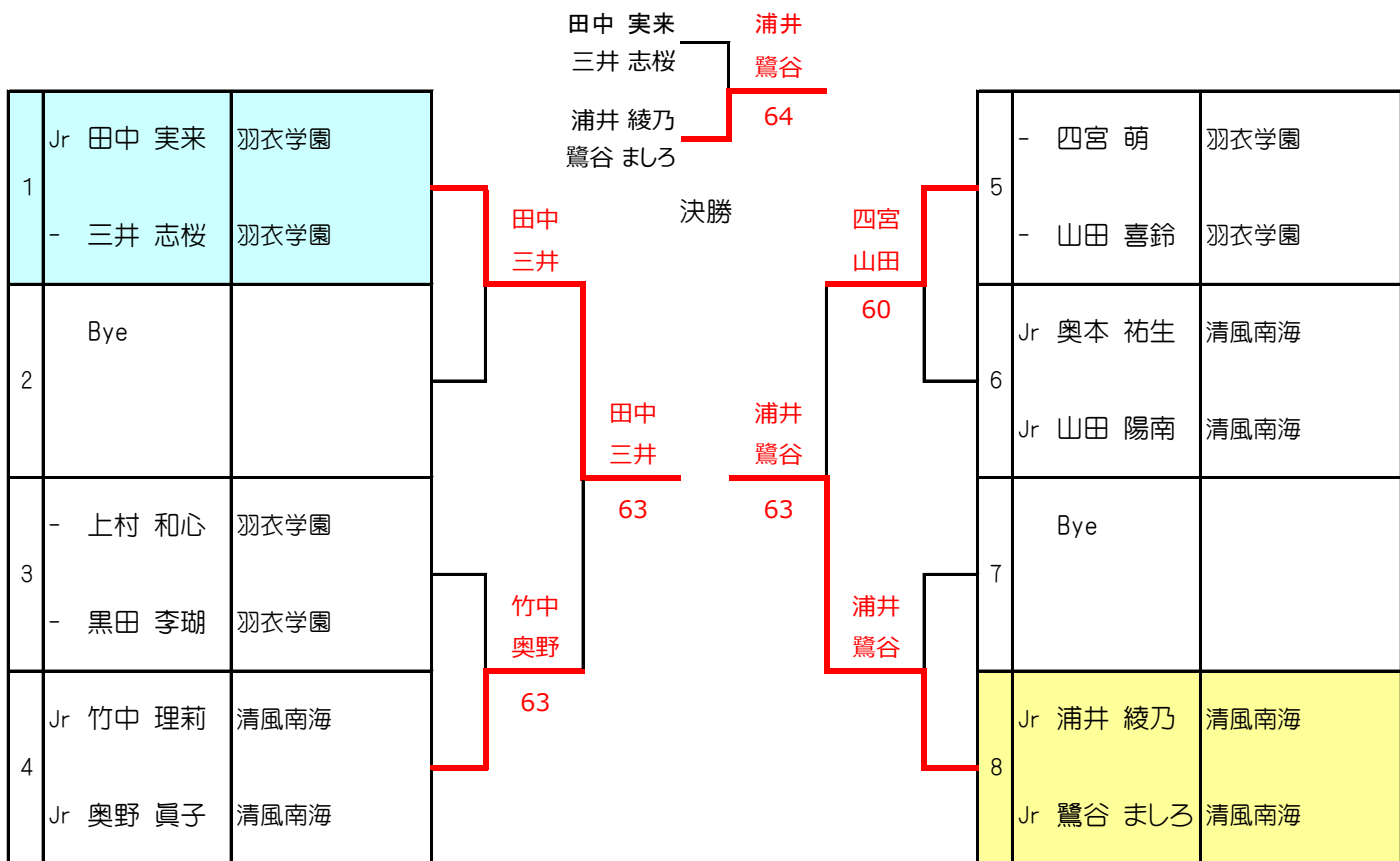 田中 実来
三井 志桜
浦井 綾乃
鷺谷 ましろ
浦井
鷺谷
64
決勝
1
Jr 田中 実来 羽衣学園
- 三井 志桜 羽衣学園
2
Bye
3
- 上村 和心 羽衣学園
- 黒田 李瑚 羽衣学園
4
Jr 竹中 理莉 清風南海
Jr 奥野 眞子 清風南海
田中
三井
竹中
奥野
63
田中
三井
63
浦井
鷺谷
63
四宮
山田
60
浦井
鷺谷
5
- 四宮 萌 羽衣学園
- 山田 喜鈴 羽衣学園
6
Jr 奥本 祐生 清風南海
Jr 山田 陽南 清風南海
7
Bye
8
Jr 浦井 綾乃 清風南海
Jr 鷺谷 ましろ 清風南海